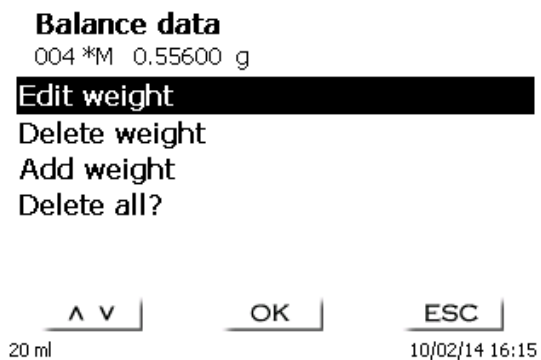 Balance data
004 *M 0.55600 g
Edit weight
Delete weight
Add weight
Delete all?
∧ ∨ OK ESC
20 ml 10/02/14 16:15